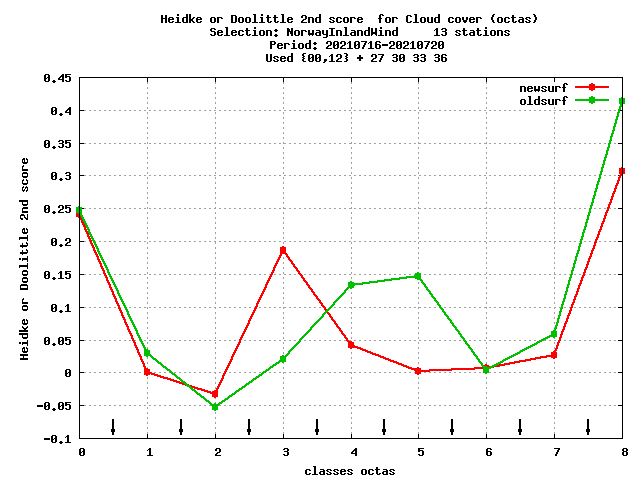 Heidke or Doolittle 2nd score  for Cloud cover (octas)
Selection: NorwayInlandWind     13 stations
Period: 20210716-20210720
Used {00,12} + 27 30 33 36
newsurf
oldsurf
Heidke or Doolittle 2nd score
0.45
0.4
0.35
0.3
0.25
0.2
0.15
0.1
0.05
0
-0.05
-0.1
0 1 2 3 4 5 6 7 8
classes octas